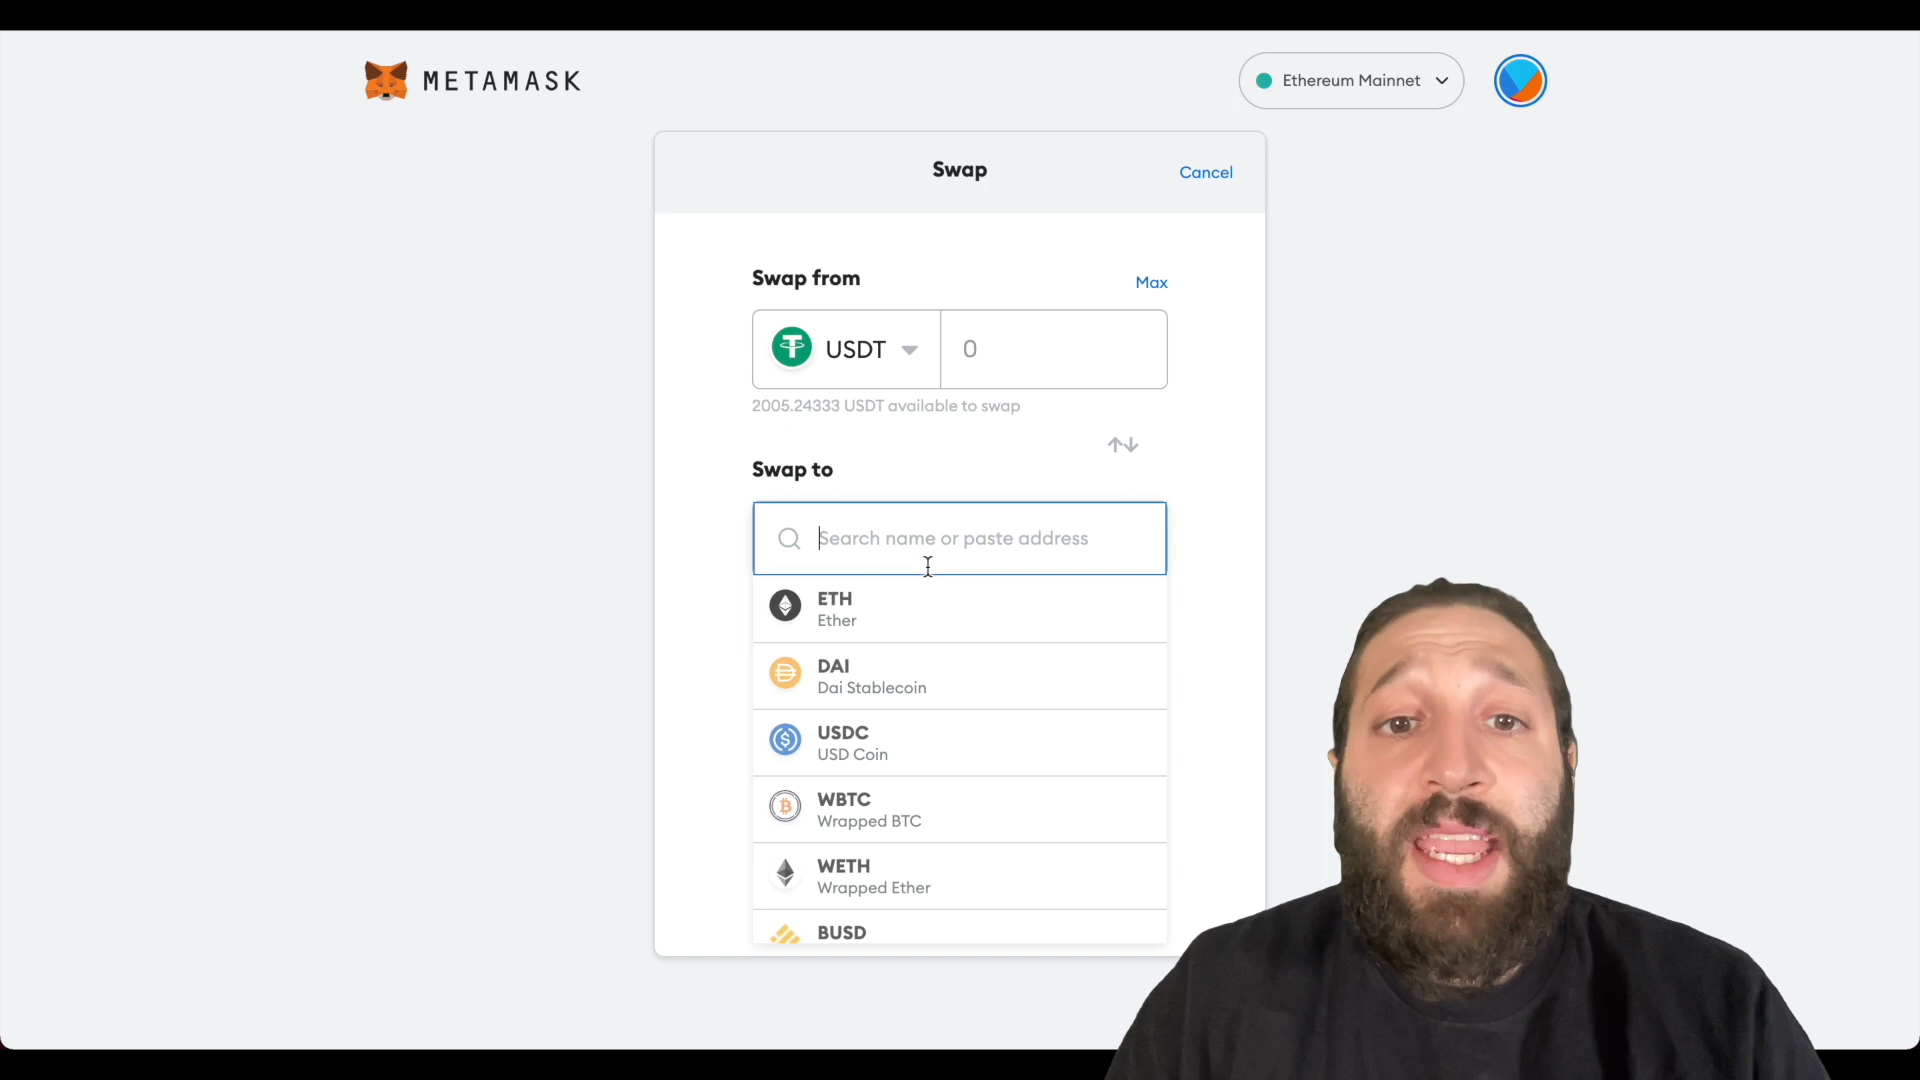 METAMASK
Ethereum Mainnet
Swap
Cancel
Swap from
Max
USDT
0
2005.24333 USDT available to swap
Swap to
Search name or paste address
ETH
Ether
DAI
Dai Stablecoin
USDC
USD Coin
WBTC
Wrapped BTC
WETH
Wrapped Ether
BUSD